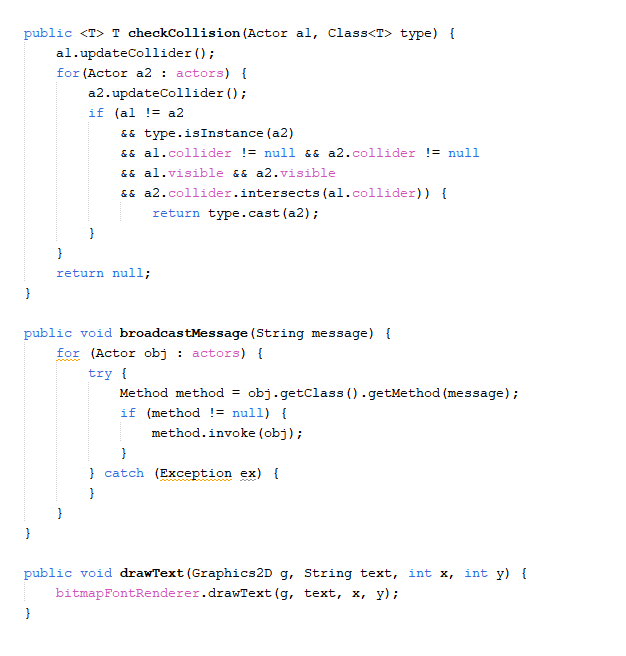 public <T> T checkCollision(Actor a1, Class<T> type) {
    a1.updateCollider();
    for(Actor a2 : actors) {
        a2.updateCollider();
        if (a1 != a2
            && type.isInstance(a2)
            && a1.collider != null && a2.collider != null
            && a1.visible && a2.visible
            && a2.collider.intersects(a1.collider)) {
                return type.cast(a2);
        }
    }
    return null;
}

public void broadcastMessage(String message) {
    for (Actor obj : actors) {
        try {
            Method method = obj.getClass().getMethod(message);
            if (method != null) {
                method.invoke(obj);
            }
        } catch (Exception ex) {
        }
    }
}

public void drawText(Graphics2D g, String text, int x, int y) {
    bitmapFontRenderer.drawText(g, text, x, y);
}